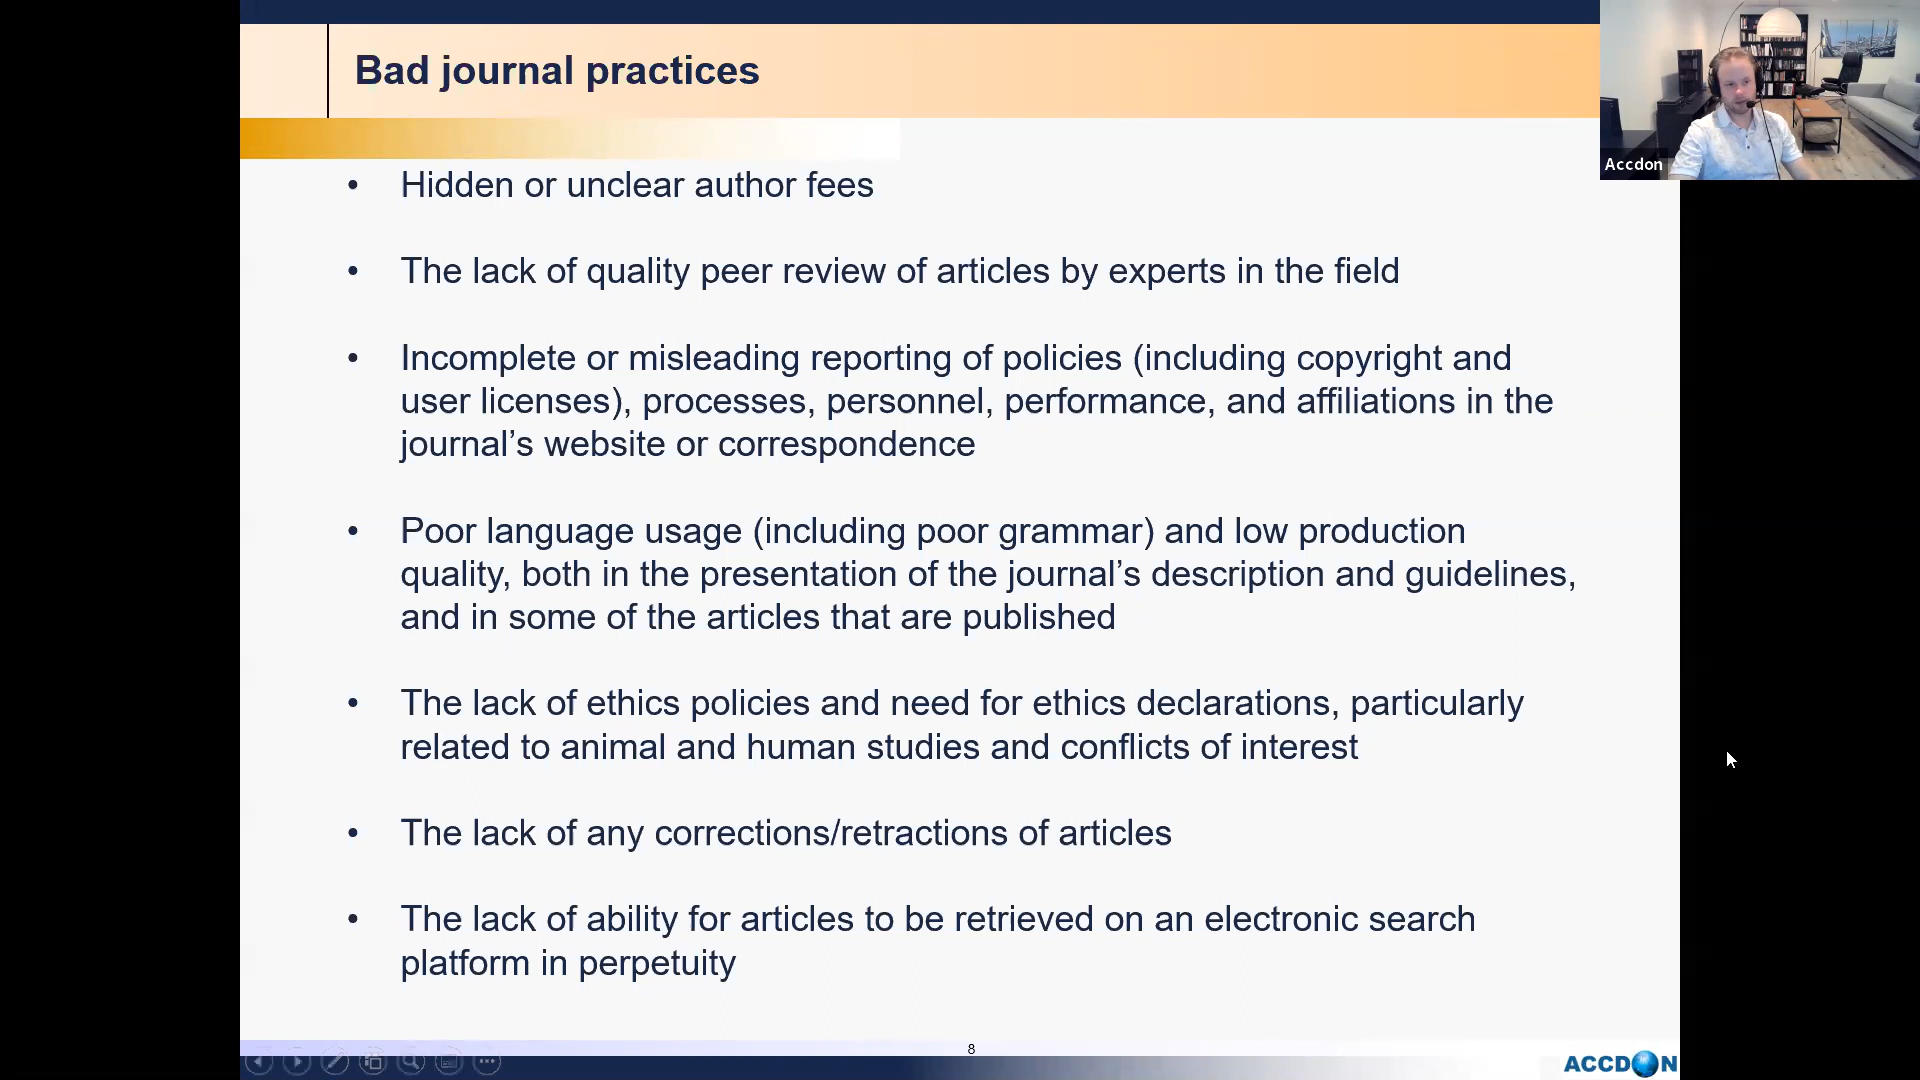 Bad journal practices
Accdon
• Hidden or unclear author fees
• The lack of quality peer review of articles by experts in the field
• Incomplete or misleading reporting of policies (including copyright and
user licenses), processes, personnel, performance, and affiliations in the
journal’s website or correspondence
• Poor language usage (including poor grammar) and low production
quality, both in the presentation of the journal’s description and guidelines,
and in some of the articles that are published
• The lack of ethics policies and need for ethics declarations, particularly
related to animal and human studies and conflicts of interest
• The lack of any corrections/retractions of articles
• The lack of ability for articles to be retrieved on an electronic search
platform in perpetuity
8
ACCDON